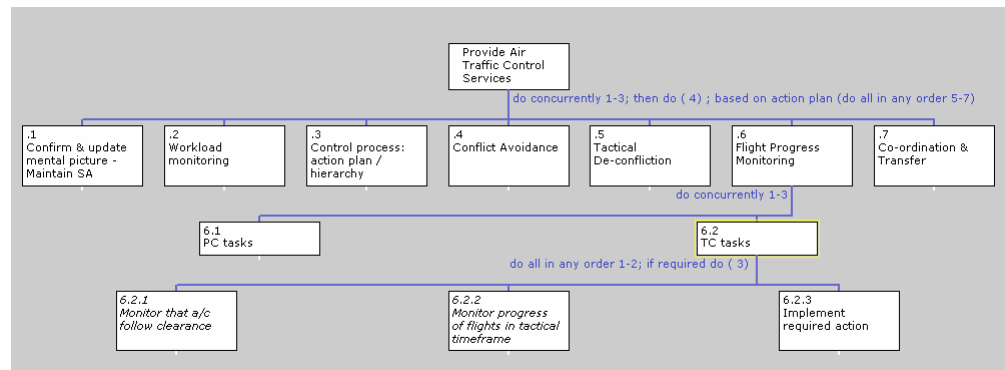 Provide Air
Traffic Control
Services
do concurrently 1-3; then do ( 4) ; based on action plan (do all in any order 5-7)
.1
Confirm & update
mental picture -
Maintain SA
.2
Workload
monitoring
.3
Control process:
action plan /
hierarchy
.4
Conflict Avoidance
.5
Tactical
De-confliction
.6
Flight Progress
Monitoring
.7
Co-ordination &
Transfer
do concurrently 1-3
6.1
PC tasks
6.2
TC tasks
do all in any order 1-2; if required do ( 3)
6.2.1
Monitor that a/c
follow clearance
6.2.2
Monitor progress
of flights in tactical
timeframe
6.2.3
Implement
required action